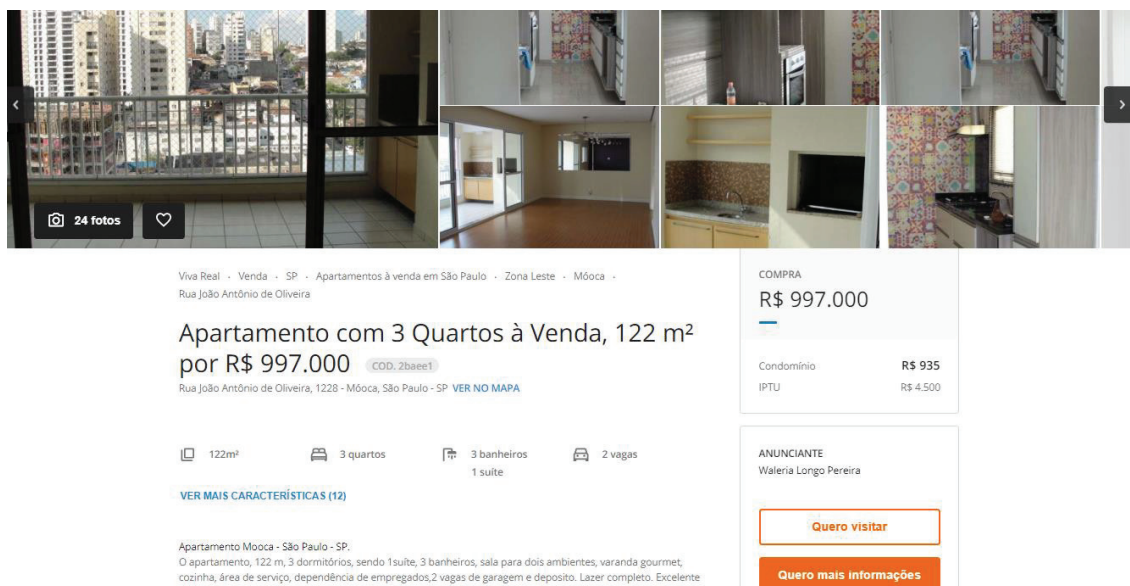 24 fotos
Viva Real · Venda · SP · Apartamentos à venda em São Paulo · Zona Leste · Móoca ·
Rua João Antônio de Oliveira
Apartamento com 3 Quartos à Venda, 122 m²
por R$ 997.000 COD. 2baee1
Rua João Antônio de Oliveira, 1228 - Móoca, São Paulo - SP VER NO MAPA
122m² 3 quartos 3 banheiros 2 vagas
1 suíte
VER MAIS CARACTERÍSTICAS (12)
Apartamento Mooca - São Paulo - SP.
O apartamento, 122 m, 3 dormitórios, sendo 1suíte, 3 banheiros, sala para dois ambientes, varanda gourmet,
cozinha, área de serviço, dependência de empregados,2 vagas de garagem e deposito. Lazer completo. Excelente
COMPRA
R$ 997.000
Condomínio R$ 935
IPTU R$ 4.500
ANUNCIANTE
Waleria Longo Pereira
Quero visitar
Quero mais informações